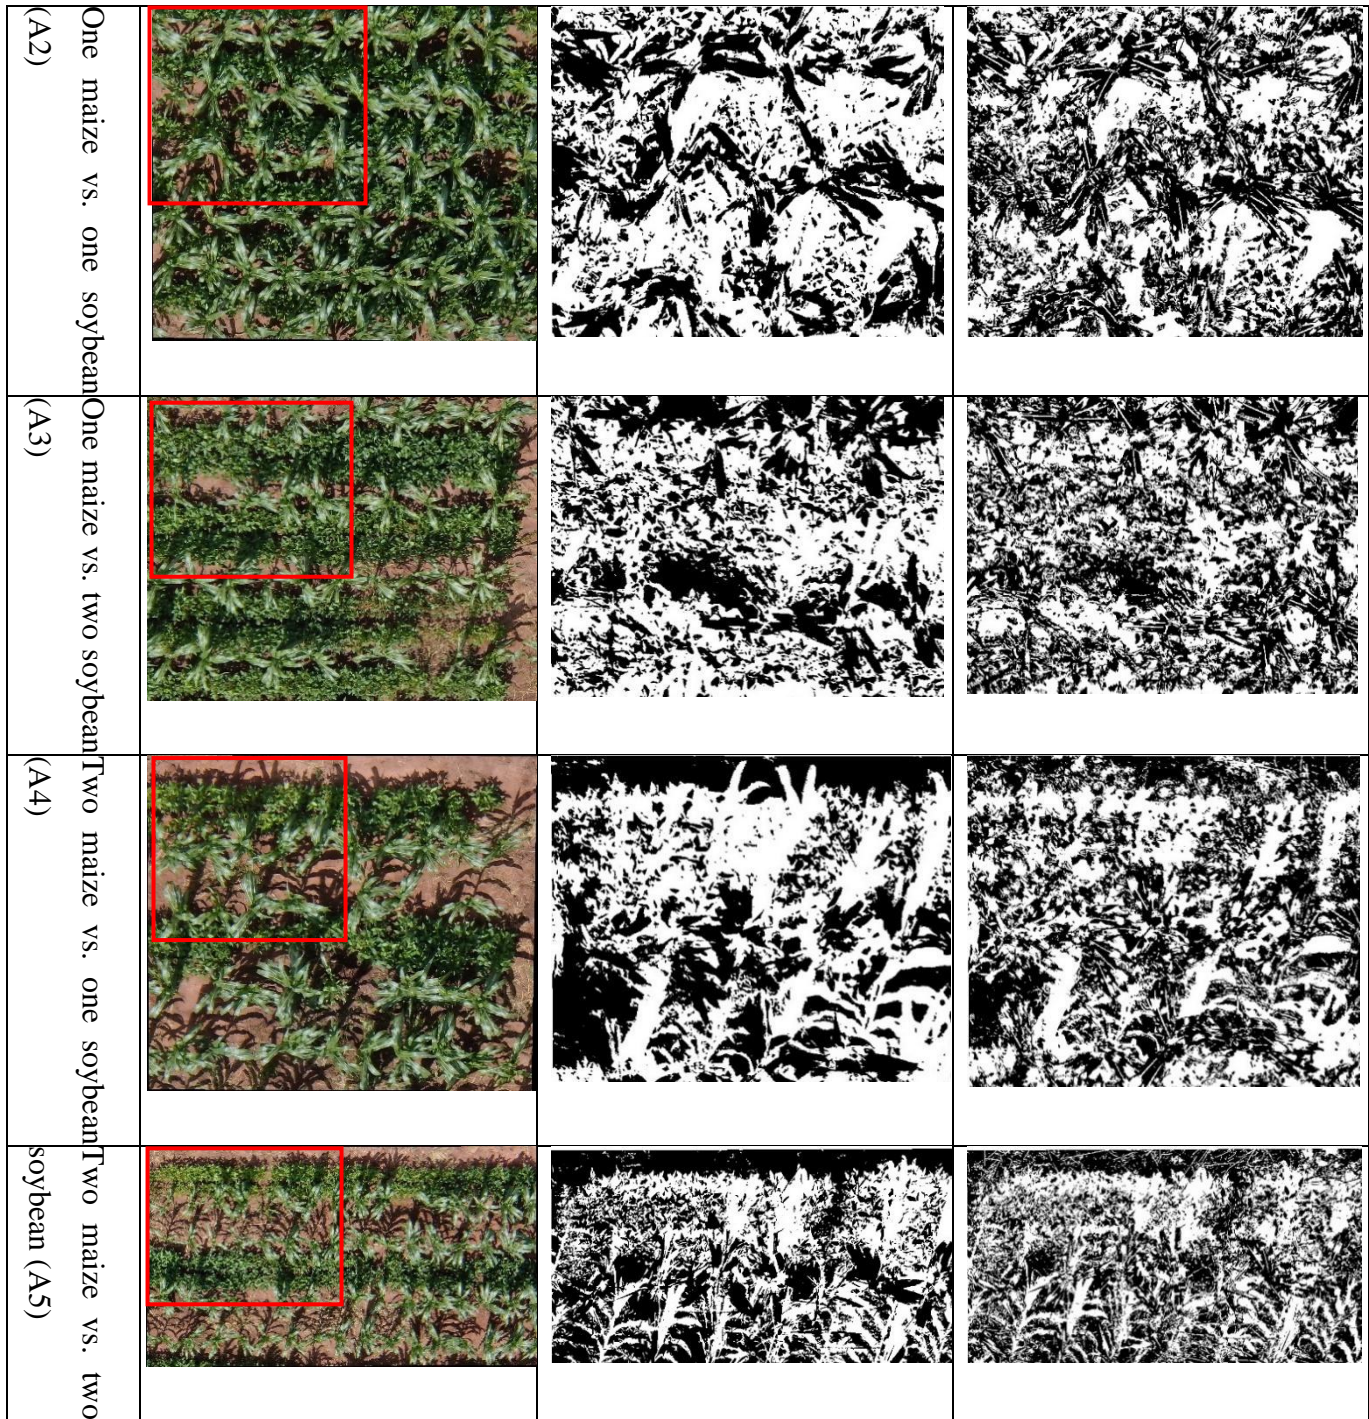 One maize vs. one soybean
(A2)
One maize vs. two soybean
(A3)
Two maize vs. one soybean
(A4)
Two maize vs. two
soybean (A5)